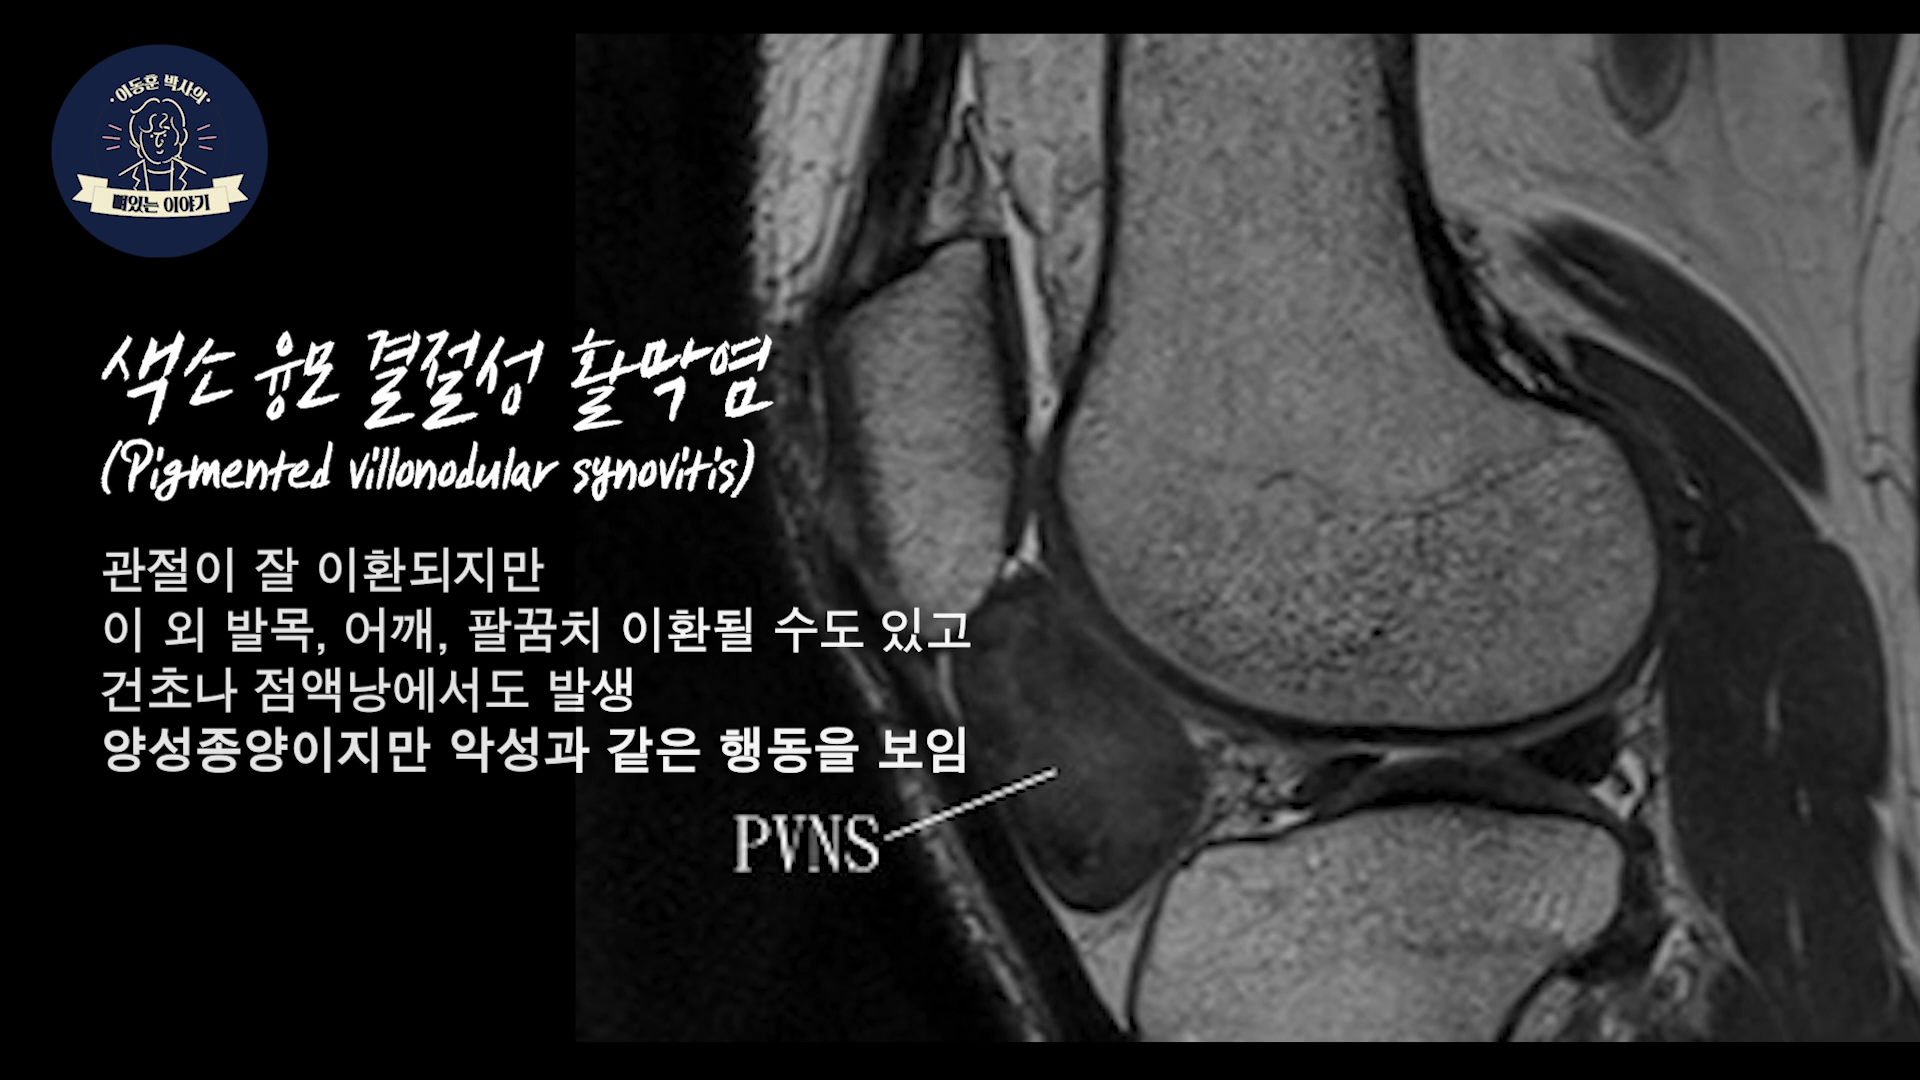 ·이동훈 박사의·
뼈있는 이야기
색소 융모 결절성 활막염
(Pigmented villonodular synovitis)
관절이 잘 이환되지만
이 외 발목, 어깨, 팔꿈치 이환될 수도 있고
건초나 점액낭에서도 발생
양성종양이지만 악성과 같은 행동을 보임
PVNS